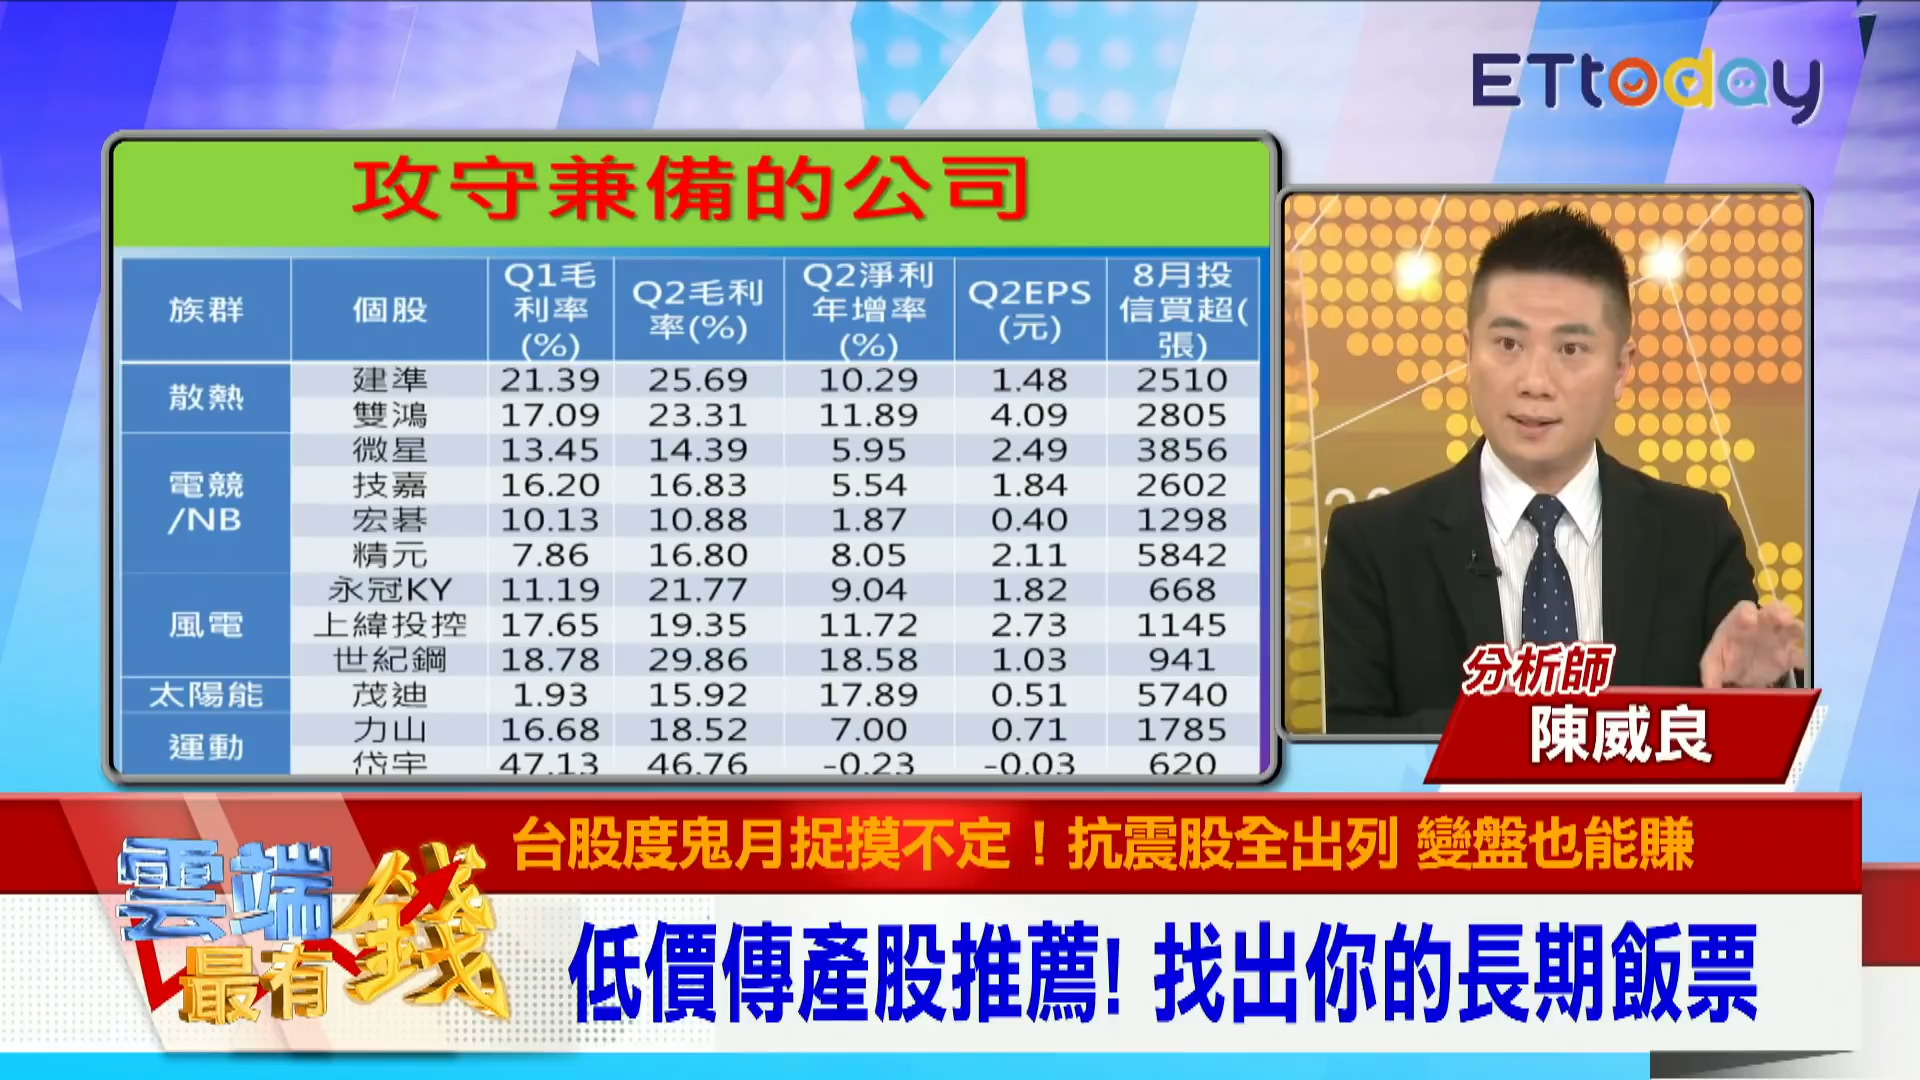 ETtoday
攻守兼備的公司
族群 個股 Q1毛利率(%) Q2毛利率(%) Q2淨利年增率(%) Q2EPS(元) 8月投信買超(張)
散熱 建準 21.39 25.69 10.29 1.48 2510
雙鴻 17.09 23.31 11.89 4.09 2805
電競/NB 微星 13.45 14.39 5.95 2.49 3856
技嘉 16.20 16.83 5.54 1.84 2602
宏碁 10.13 10.88 1.87 0.40 1298
精元 7.86 16.80 8.05 2.11 5842
風電 永冠KY 11.19 21.77 9.04 1.82 668
上緯投控 17.65 19.35 11.72 2.73 1145
世紀鋼 18.78 29.86 18.58 1.03 941
太陽能 茂迪 1.93 15.92 17.89 0.51 5740
運動 力山 16.68 18.52 7.00 0.71 1785
岱宇 47.13 46.76 -0.23 -0.03 620
分析師
陳威良
台股度鬼月捉摸不定！抗震股全出列 變盤也能賺
雲端最有錢
低價傳產股推薦! 找出你的長期飯票